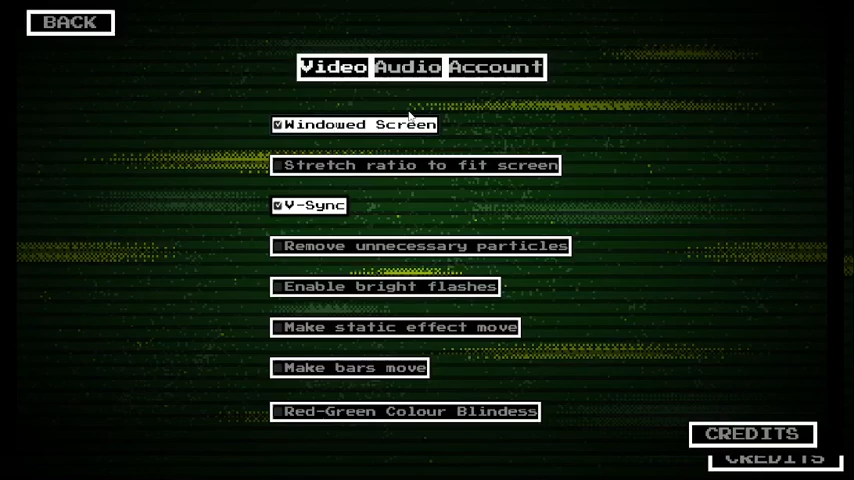 BACK
Video Audio Account
Windowed Screen
Stretch ratio to fit screen
V-Sync
Remove unnecessary particles
Enable bright flashes
Make static effect move
Make bars move
Red-Green Colour Blindess
CREDITS
CREDITS